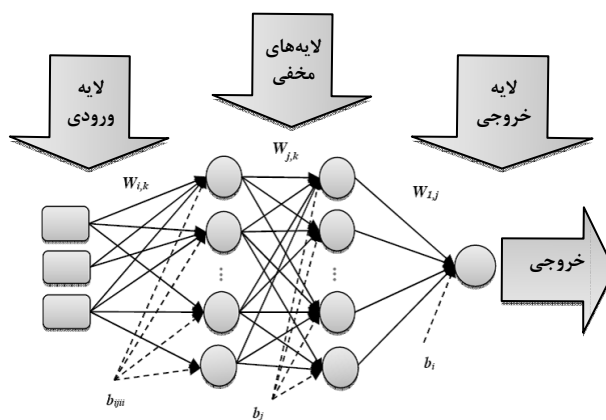 لایه
ورودی
لایه‌های
مخفی
لایه
خروجی
W_{i,k}
W_{j,k}
W_{1,j}
خروجی
b_{ijii}
b_j
b_i